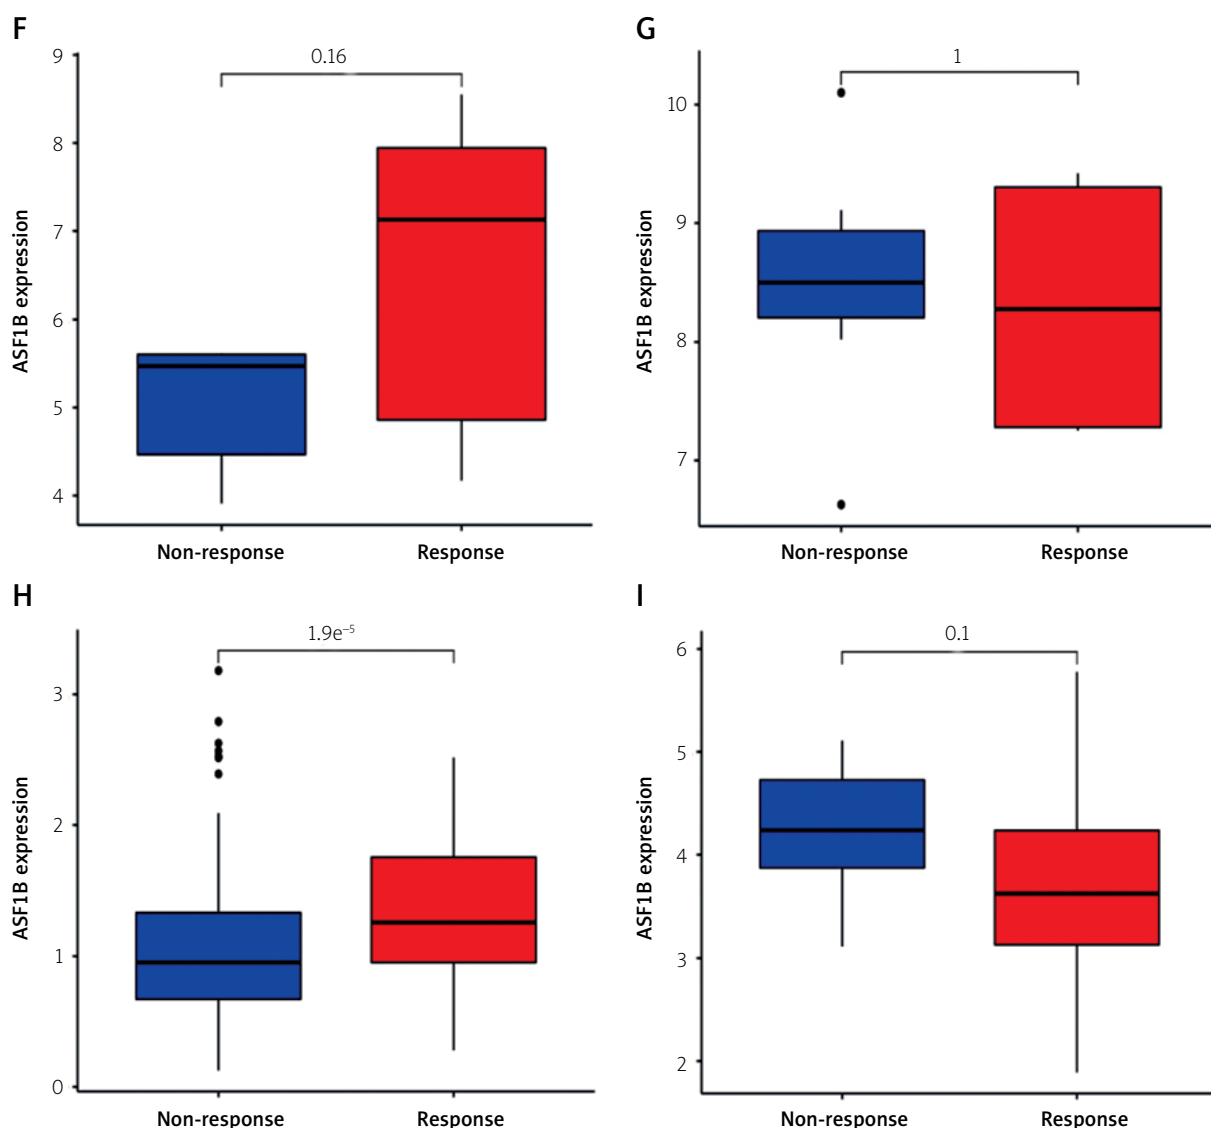 F
0.16
9
8
7
6
5
4
ASF1B expression
Non-response Response
G
1
10
9
8
7
ASF1B expression
Non-response Response
H
1.9e⁻⁵
3
2
1
0
ASF1B expression
Non-response Response
I
0.1
6
5
4
3
2
ASF1B expression
Non-response Response